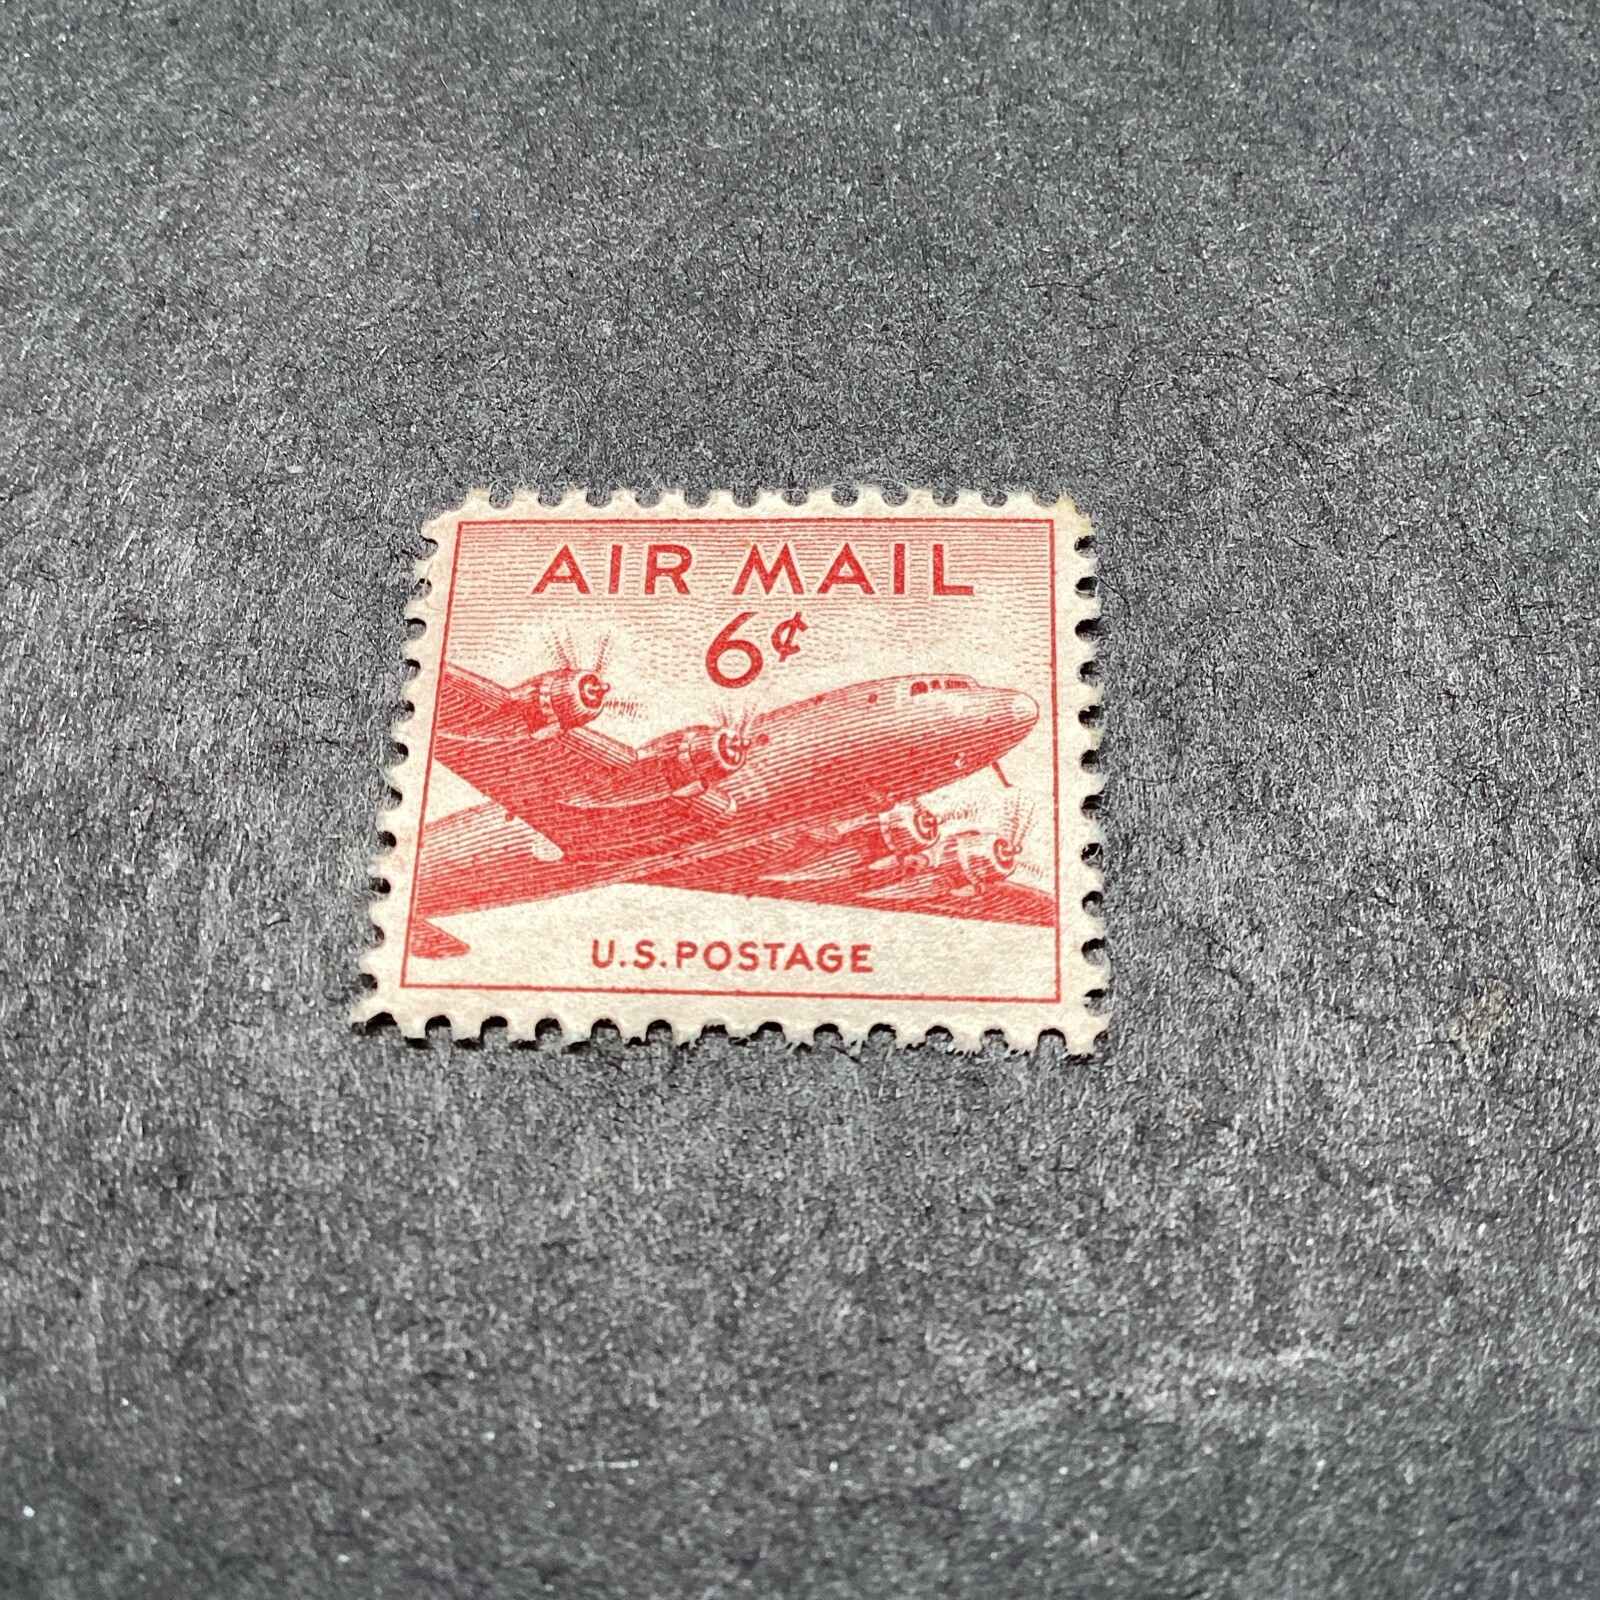 AIR MAIL
6¢
U.S. POSTAGE